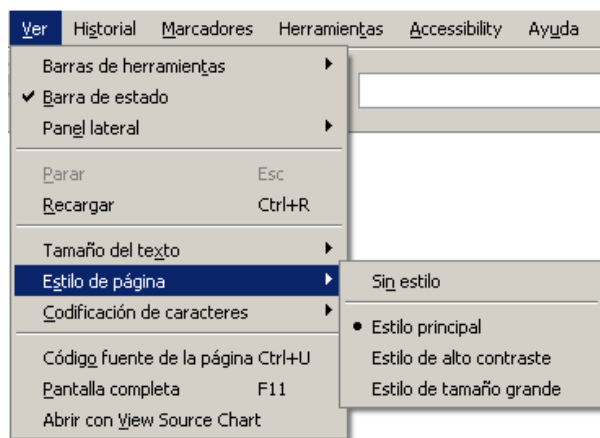 Ver Historial Marcadores Herramientas Accessibility Ayuda
Barras de herramientas
Barra de estado
Panel lateral
Parar Esc
Recargar Ctrl+R
Tamaño del texto
Estilo de página
Sin estilo
Codificación de caracteres
Estilo principal
Código fuente de la página Ctrl+U
Estilo de alto contraste
Pantalla completa F11
Estilo de tamaño grande
Abrir con View Source Chart